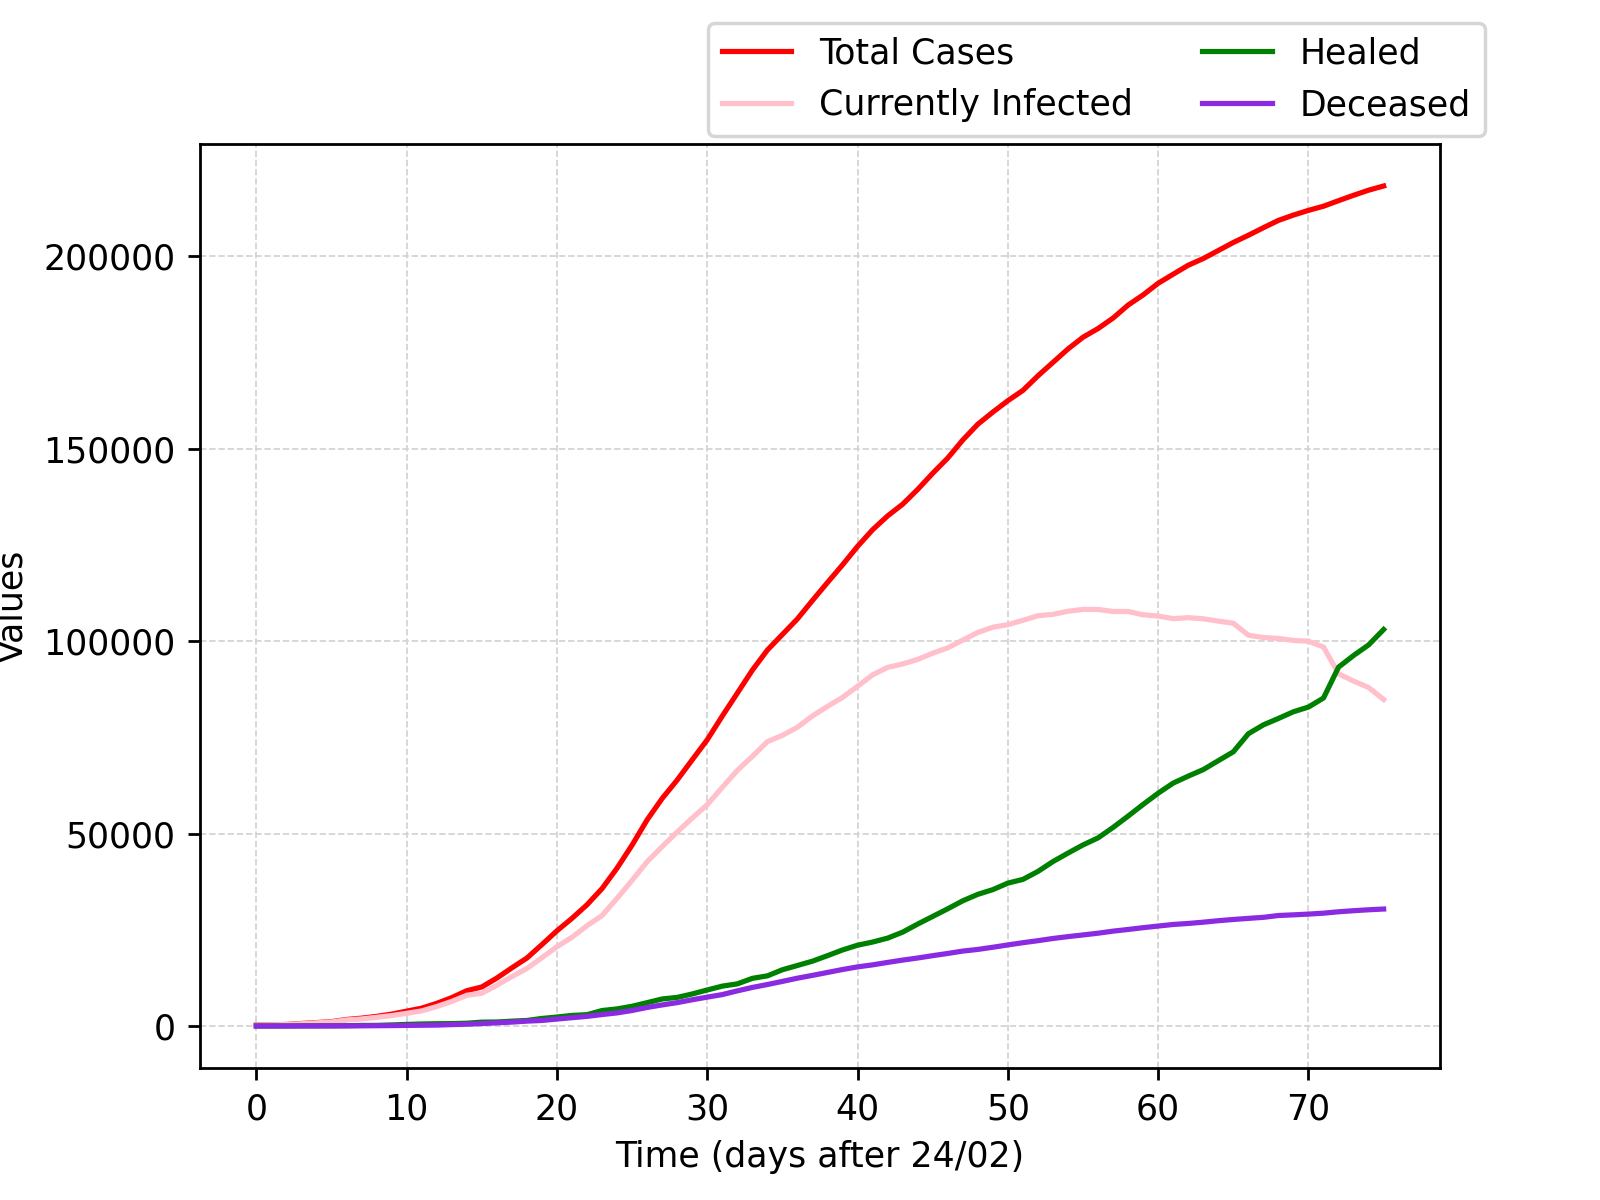 Total Cases
Currently Infected
Healed
Deceased
200000
150000
100000
50000
0
Values
0 10 20 30 40 50 60 70
Time (days after 24/02)